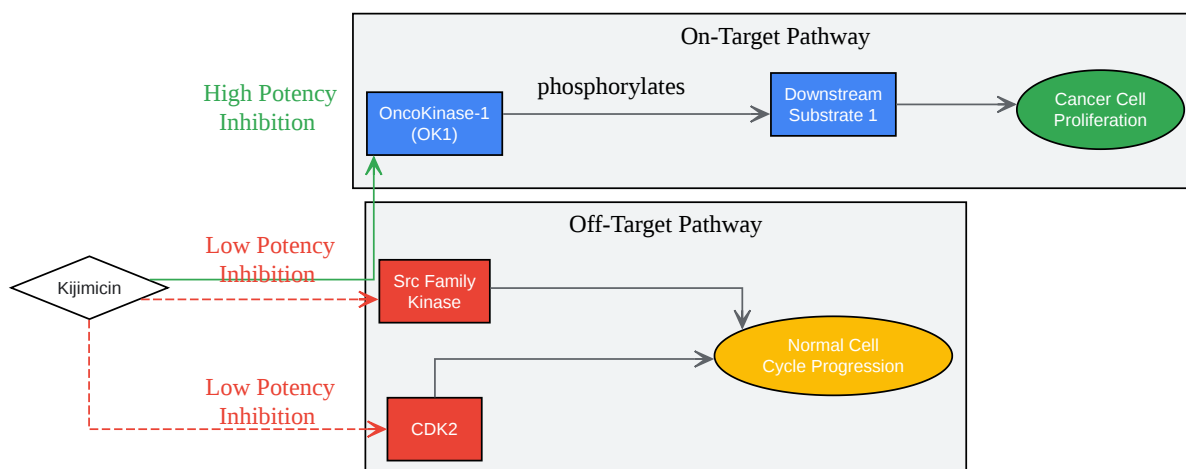 On-Target Pathway
High Potency
Inhibition
OncoKinase-1
(OK1)
phosphorylates
Downstream
Substrate 1
Cancer Cell
Proliferation
Off-Target Pathway
Low Potency
Inhibition
Kijimicin
Src Family
Kinase
Normal Cell
Cycle Progression
Low Potency
Inhibition
CDK2